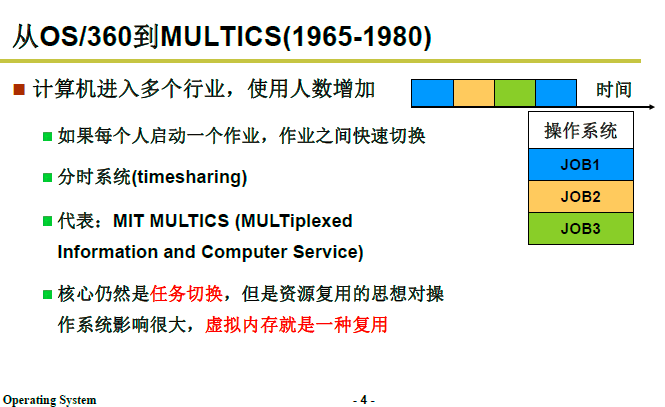 从OS/360到MULTICS(1965-1980)
计算机进入多个行业，使用人数增加
时间
操作系统
JOB1
JOB2
JOB3
如果每个人启动一个作业，作业之间快速切换
分时系统(timesharing)
代表：MIT MULTICS (MULTiplexed
Information and Computer Service)
核心仍然是任务切换，但是资源复用的思想对操
作系统影响很大，虚拟内存就是一种复用
Operating System
- 4 -